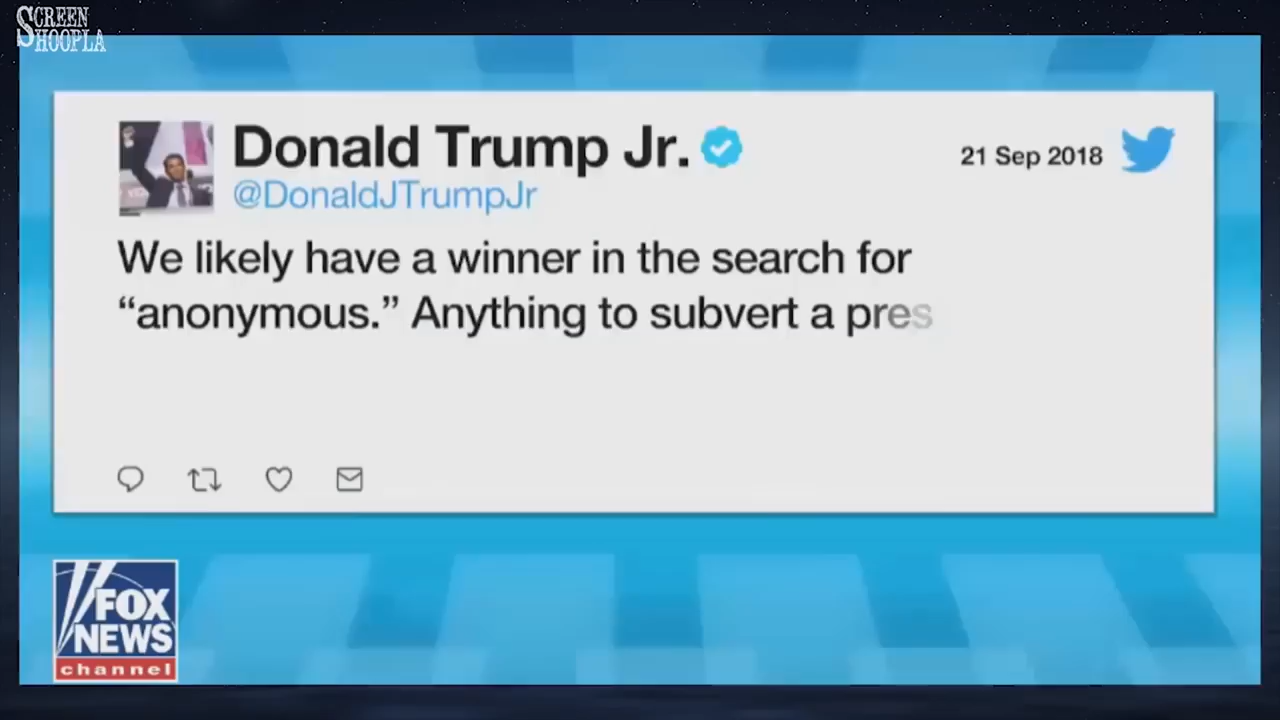 SCREEN
SHOOPLA
Donald Trump Jr.
@DonaldJTrumpJr
21 Sep 2018
We likely have a winner in the search for
“anonymous.” Anything to subvert a pres
FOX
NEWS
channel